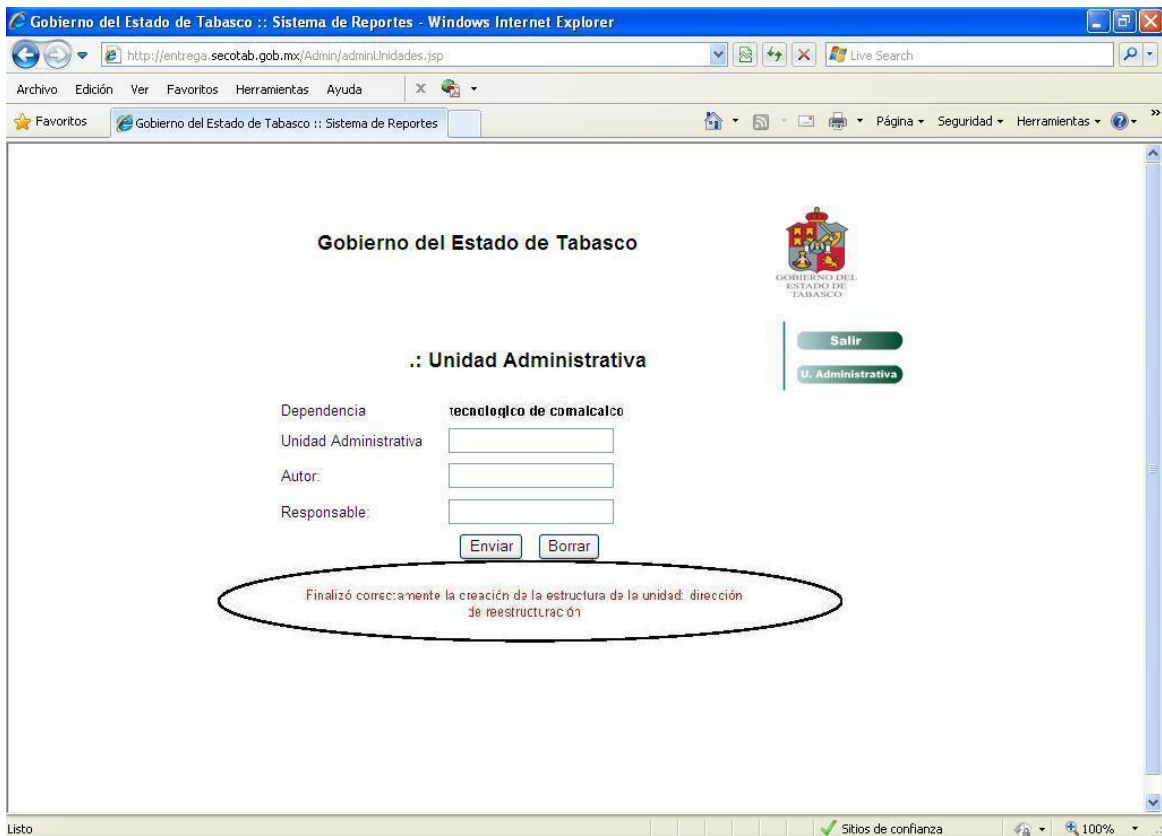 Gobierno del Estado de Tabasco :: Sistema de Reportes - Windows Internet Explorer
http://entrega.secotab.gob.mx/Admin/adminUnidades.jsp
Live Search
Archivo Edición Ver Favoritos Herramientas Ayuda
Favoritos Gobierno del Estado de Tabasco :: Sistema de Reportes Página Seguridad Herramientas
Gobierno del Estado de Tabasco
GOBIERNO DEL
ESTADO DE
TABASCO
Salir
.: Unidad Administrativa
U. Administrativa
Dependencia tecnologico de comalcalco
Unidad Administrativa
Autor:
Responsable:
Enviar Borrar
Finalizó correctamente la creación de la estructura de la unidad: dirección
de reestructuración
Listo Sitios de confianza 100%